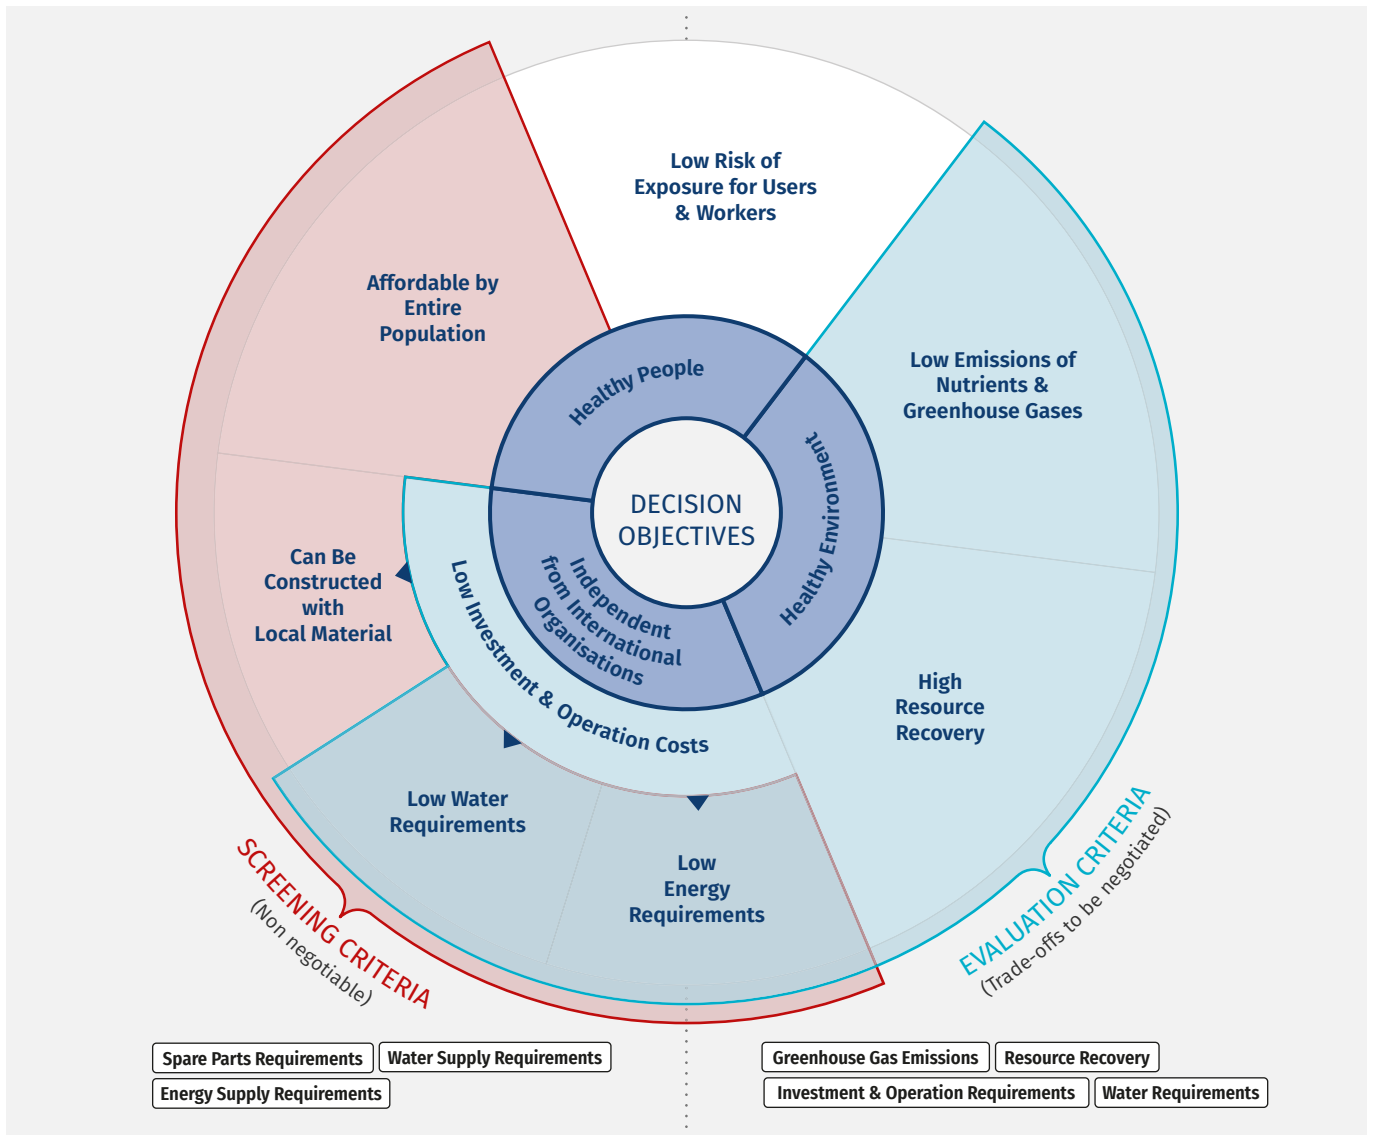 Low Risk of
Exposure for Users
& Workers
Affordable by
Entire
Population
Low Emissions of
Nutrients &
Greenhouse Gases
Healthy People
Healthy Environment
DECISION
OBJECTIVES
Independent
from International
Organisations
Can Be
Constructed
with
Local Material
Low Investment & Operation Costs
High
Resource
Recovery
Low Water
Requirements
Low
Energy
Requirements
SCREENING CRITERIA
(Non negotiable)
EVALUATION CRITERIA
(Trade-offs to be negotiated)
Spare Parts Requirements
Water Supply Requirements
Energy Supply Requirements
Greenhouse Gas Emissions
Resource Recovery
Investment & Operation Requirements
Water Requirements